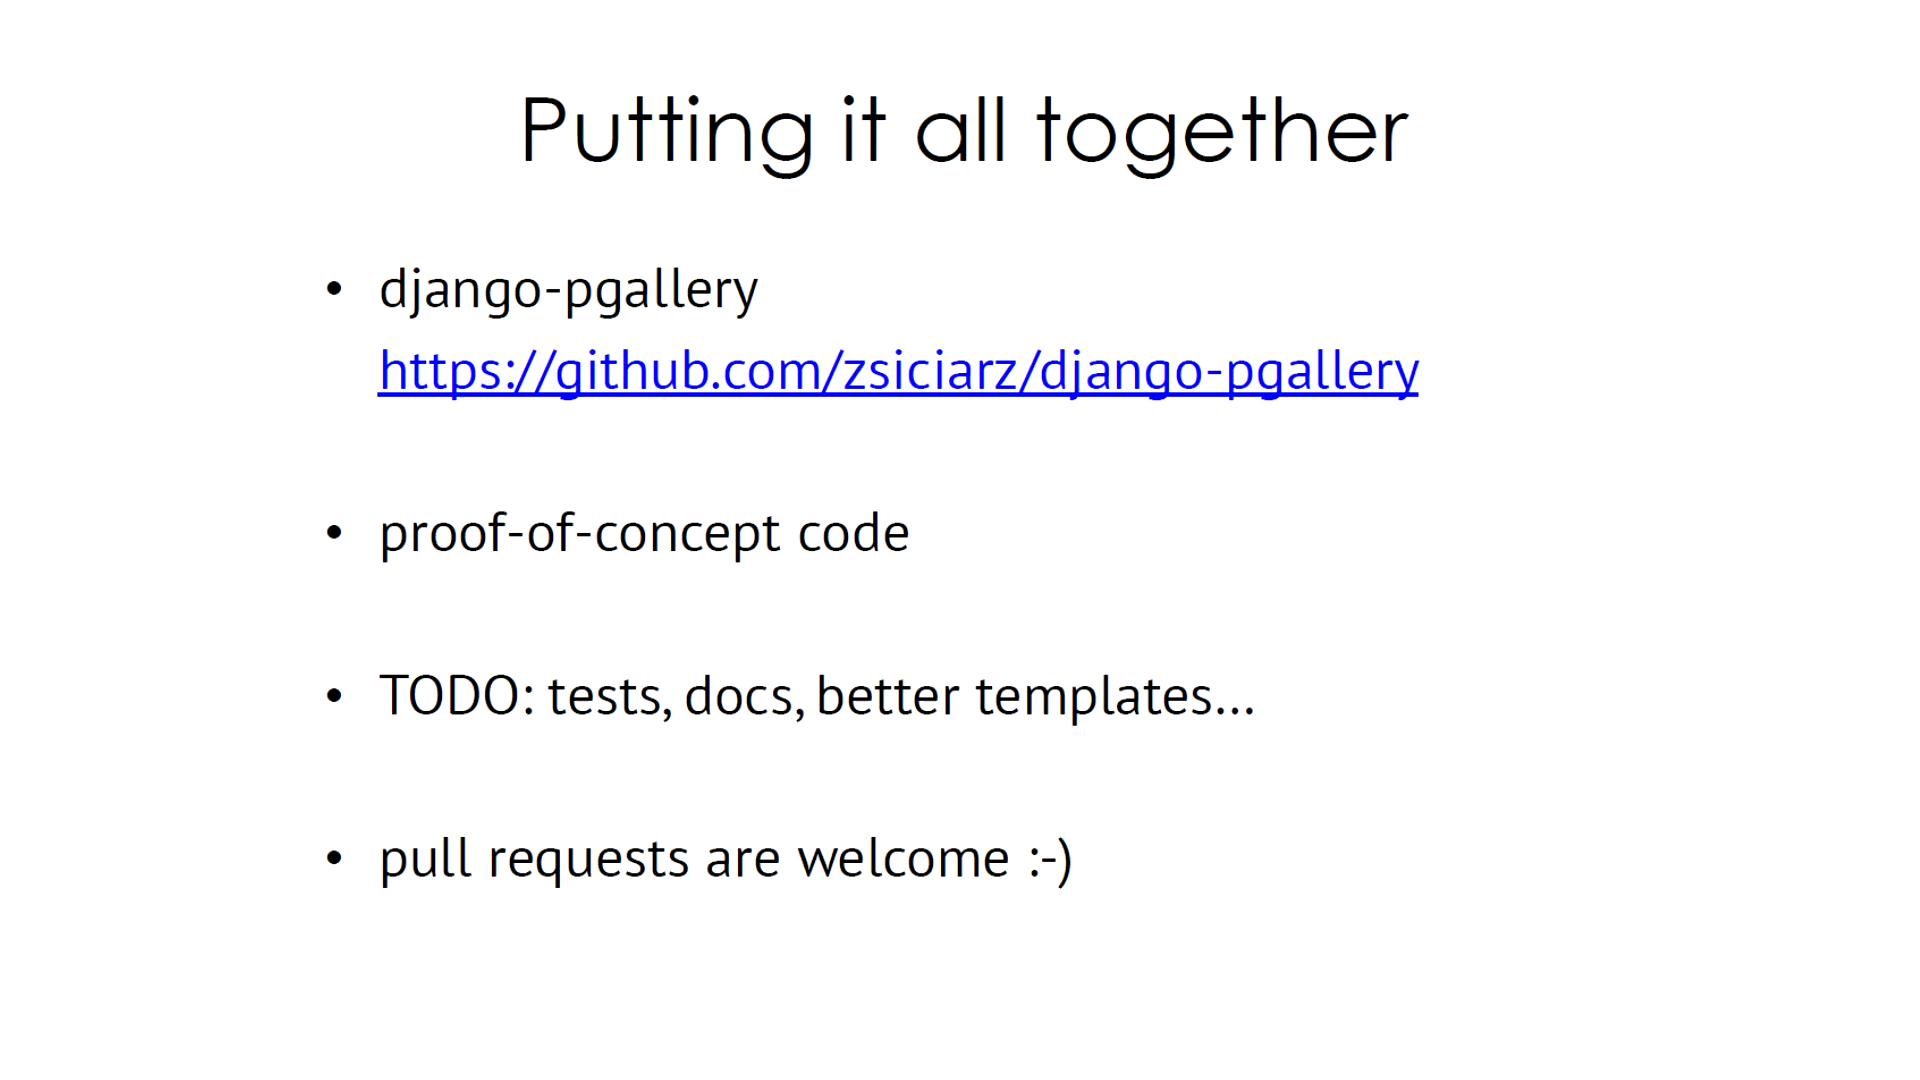 Putting it all together
• django-pgallery
https://github.com/zsiciarz/django-pgallery
• proof-of-concept code
• TODO: tests, docs, better templates...
• pull requests are welcome :-)